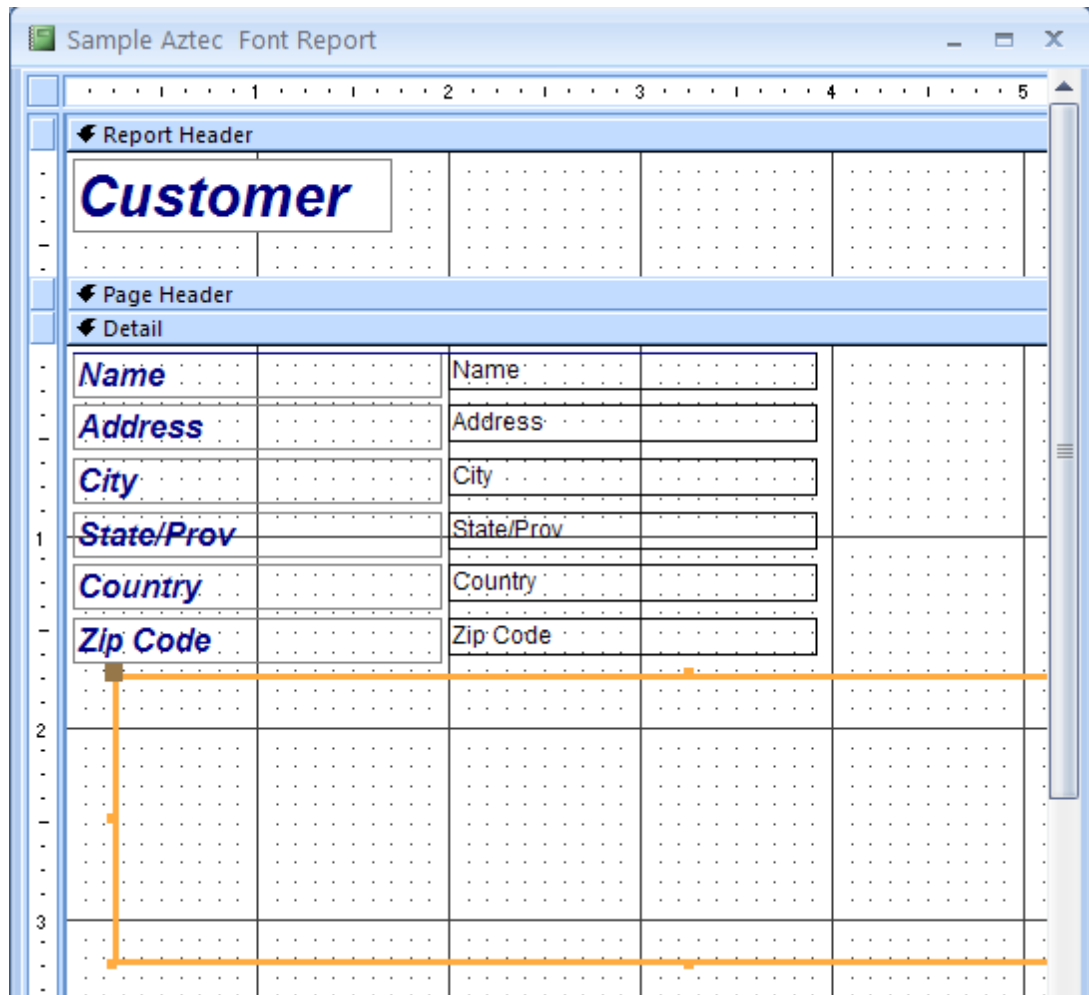 Sample Aztec  Font Report
1 2 3 4 5
Report Header
Customer
Page Header
Detail
Name Name
Address Address
City City
1 State/Prov State/Prov
Country Country
Zip Code Zip Code
2
3